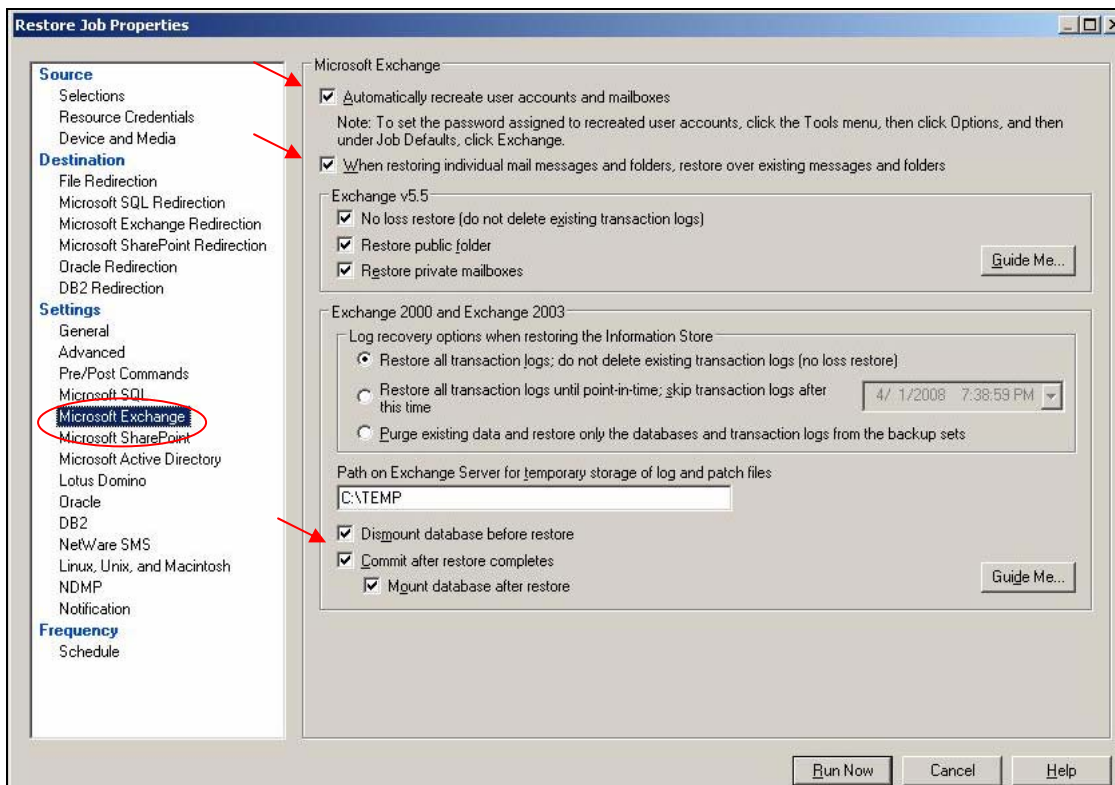 Restore Job Properties
Source
Selections
Resource Credentials
Device and Media
Destination
File Redirection
Microsoft SQL Redirection
Microsoft Exchange Redirection
Microsoft SharePoint Redirection
Oracle Redirection
DB2 Redirection
Settings
General
Advanced
Pre/Post Commands
Microsoft SQL
Microsoft Exchange
Microsoft SharePoint
Microsoft Active Directory
Lotus Domino
Oracle
DB2
NetWare SMS
Linux, Unix, and Macintosh
NDMP
Notification
Frequency
Schedule
Microsoft Exchange
Automatically recreate user accounts and mailboxes
Note: To set the password assigned to recreated user accounts, click the Tools menu, then click Options, and then
under Job Defaults, click Exchange.
When restoring individual mail messages and folders, restore over existing messages and folders
Exchange v5.5
No loss restore (do not delete existing transaction logs)
Restore public folder
Restore private mailboxes
Guide Me...
Exchange 2000 and Exchange 2003
Log recovery options when restoring the Information Store
Restore all transaction logs; do not delete existing transaction logs (no loss restore)
Restore all transaction logs until point-in-time; skip transaction logs after
this time
4/ 1/2008 7:38:59 PM
Purge existing data and restore only the databases and transaction logs from the backup sets
Path on Exchange Server for temporary storage of log and patch files
C:\TEMP
Dismount database before restore
Commit after restore completes
Mount database after restore
Guide Me...
Run Now
Cancel
Help